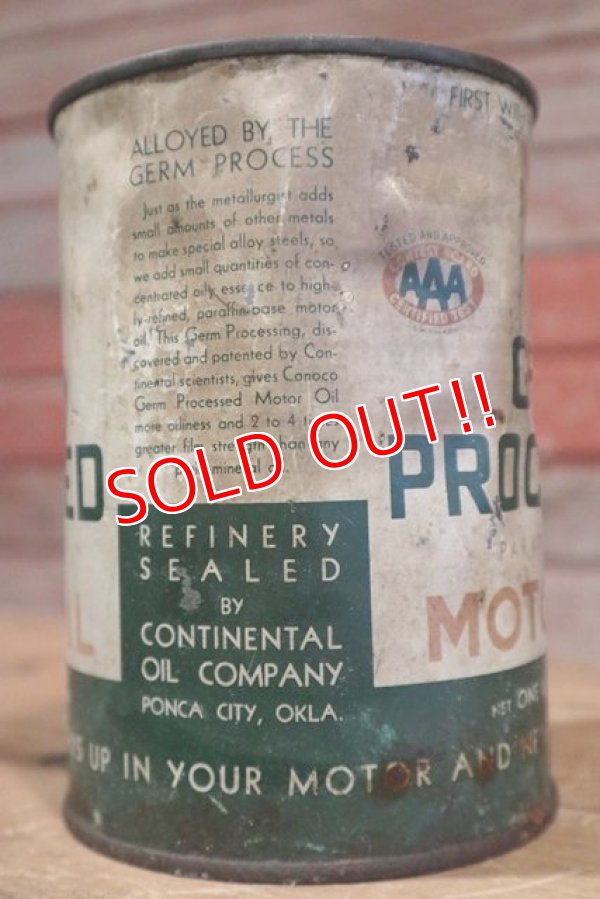 FIRST
ALLOYED BY THE
GERM PROCESS
Just as the metallurgist adds
small amounts of other metals
to make special alloy steels, so
we add small quantities of con-
centrated oily essence to high-
ly-refined, paraffin-base motor
oil. This Germ Processing, dis-
covered and patented by Con-
tinental scientists, gives Conoco
Germ Processed Motor Oil
more oiliness and 2 to 4 times
greater film strength than any
mineral oil.
TESTED AND APPROVED
AAA
CERTIFIED TEST
SOLD OUT!!
ED
PROC
REFINERY
SEALED
BY
CONTINENTAL
OIL COMPANY
PONCA CITY, OKLA.
L
MOT
NET ONE
UP IN YOUR MOTOR AND